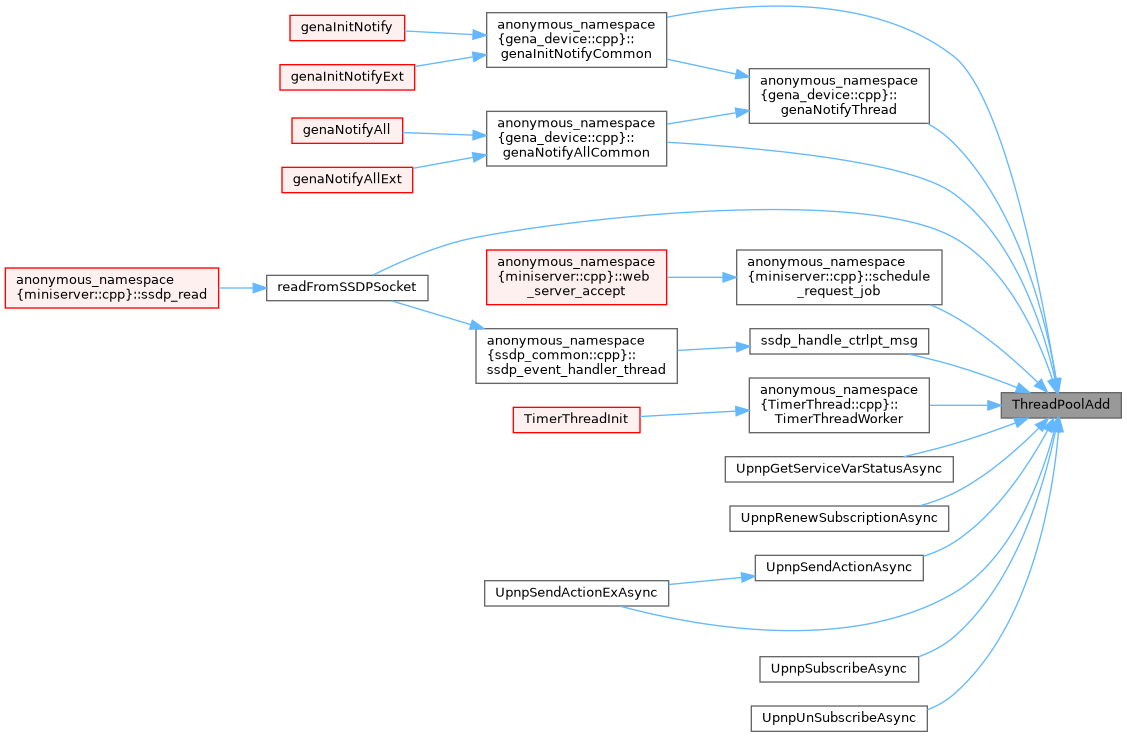 genaInitNotify
genaInitNotifyExt
anonymous_namespace
{gena_device::cpp}::
genaInitNotifyCommon
anonymous_namespace
{gena_device::cpp}::
genaNotifyThread
genaNotifyAll
genaNotifyAllExt
anonymous_namespace
{gena_device::cpp}::
genaNotifyAllCommon
anonymous_namespace
{miniserver::cpp}::ssdp_read
readFromSSDPSocket
anonymous_namespace
{miniserver::cpp}::web
_server_accept
anonymous_namespace
{miniserver::cpp}::schedule
_request_job
anonymous_namespace
{ssdp_common::cpp}::
ssdp_event_handler_thread
ssdp_handle_ctrlpt_msg
TimerThreadInit
anonymous_namespace
{TimerThread::cpp}::
TimerThreadWorker
ThreadPoolAdd
UpnpGetServiceVarStatusAsync
UpnpRenewSubscriptionAsync
UpnpSendActionAsync
UpnpSendActionExAsync
UpnpSubscribeAsync
UpnpUnSubscribeAsync